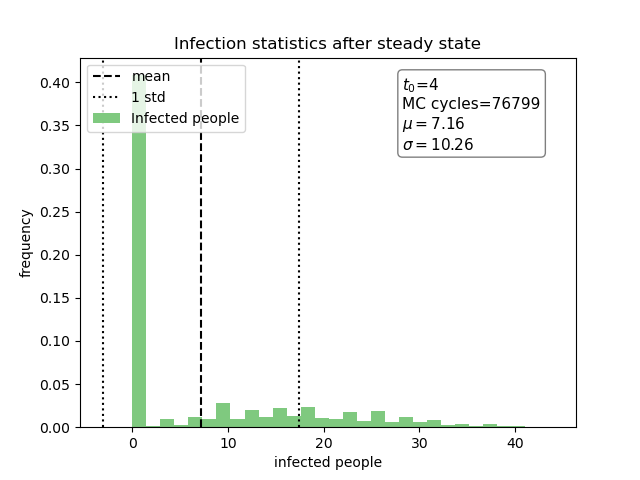 Infection statistics after steady state
mean
1 std
Infected people
t₀=4
MC cycles=76799
μ = 7.16
σ = 10.26
frequency
0.40
0.35
0.30
0.25
0.20
0.15
0.10
0.05
0.00
0
10
20
30
40
infected people